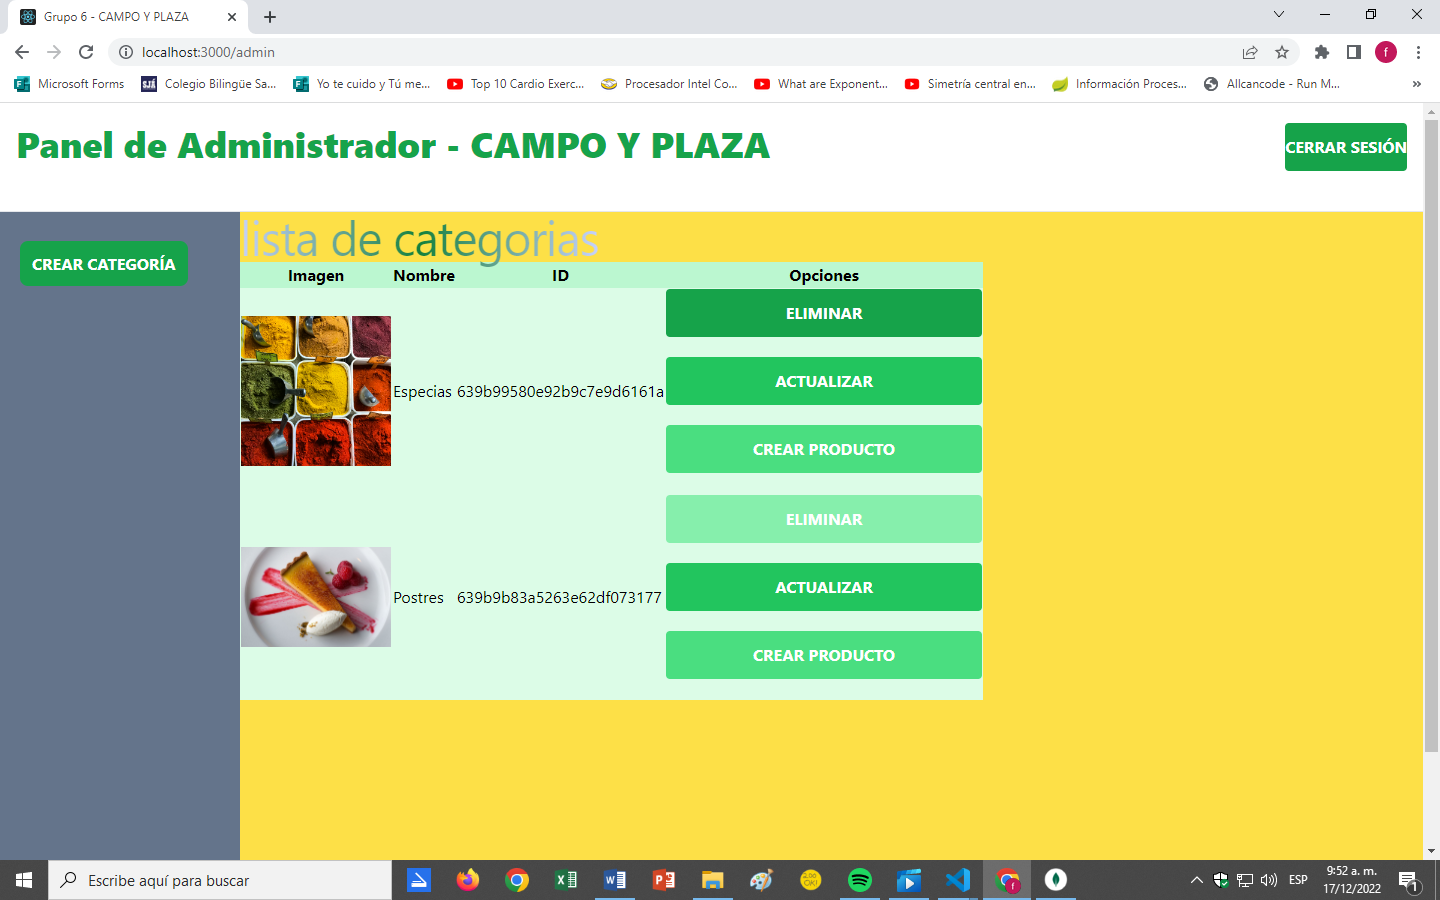 Grupo 6 - CAMPO Y PLAZA
localhost:3000/admin
f
Microsoft Forms
Colegio Bilingüe Sa...
Yo te cuido y Tú me...
Top 10 Cardio Exerc...
Procesador Intel Co...
What are Exponent...
Simetría central en...
Información Proces...
Allcancode - Run M...
»
Panel de Administrador - CAMPO Y PLAZA
CERRAR SESIÓN
CREAR CATEGORÍA
lista de categorias
Imagen Nombre ID Opciones
ELIMINAR
ACTUALIZAR
Especias 639b99580e92b9c7e9d6161a
CREAR PRODUCTO
ELIMINAR
ACTUALIZAR
Postres 639b9b83a5263e62df073177
CREAR PRODUCTO
Escribe aquí para buscar
ESP
9:52 a. m.
17/12/2022
1